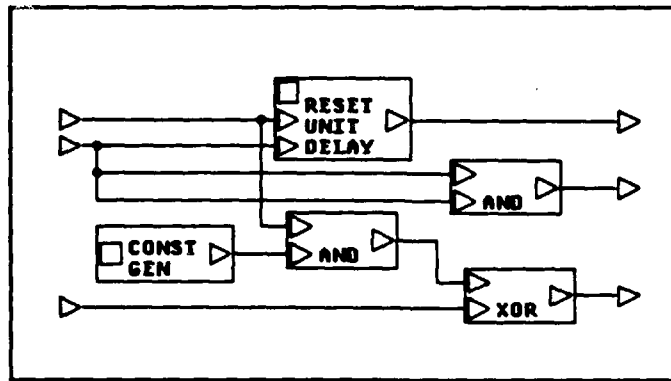 RESET
UNIT
DELAY
AND
CONST
GEN
AND
XOR